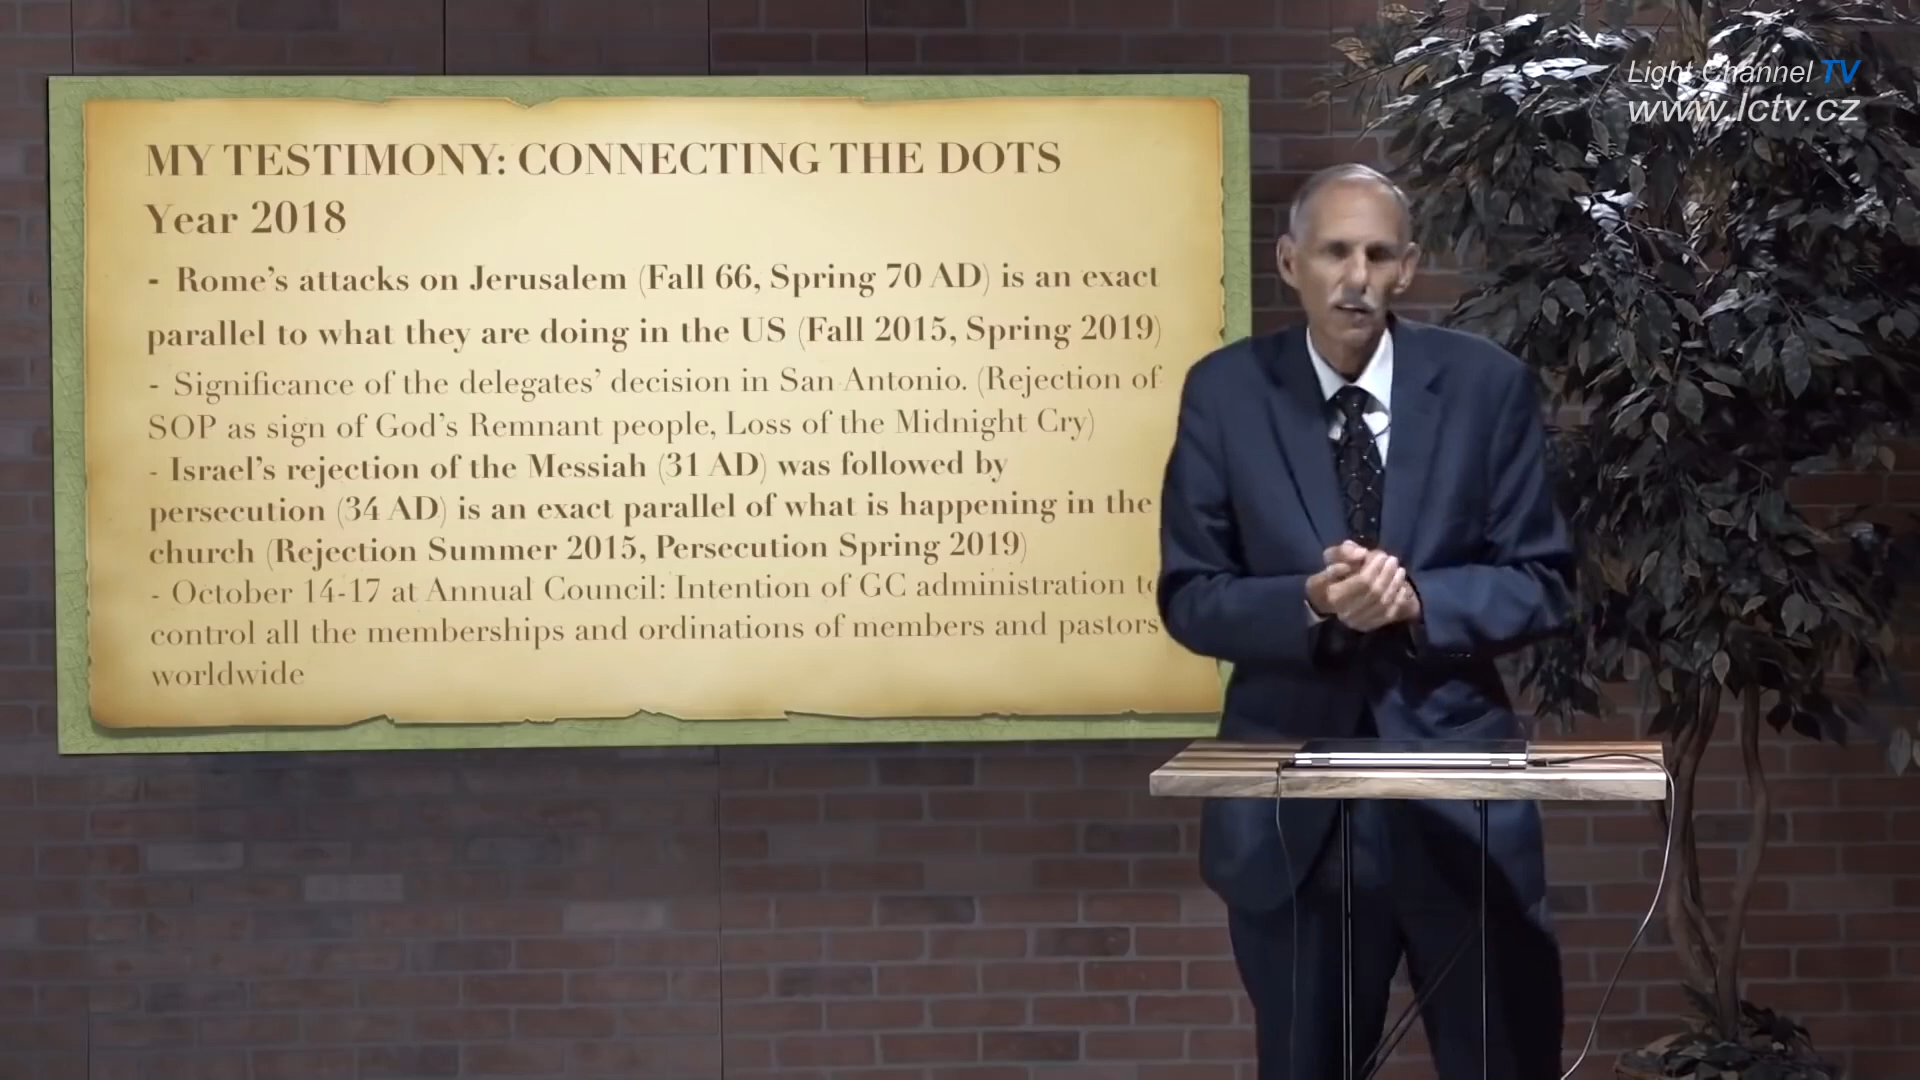 Light Channel TV
www.lctv.cz
MY TESTIMONY: CONNECTING THE DOTS
Year 2018
- Rome's attacks on Jerusalem (Fall 66, Spring 70 AD) is an exact
parallel to what they are doing in the US (Fall 2015, Spring 2019)
- Significance of the delegates' decision in San Antonio. (Rejection of
SOP as sign of God's Remnant people, Loss of the Midnight Cry)
- Israel's rejection of the Messiah (31 AD) was followed by
persecution (34 AD) is an exact parallel of what is happening in the
church (Rejection Summer 2015, Persecution Spring 2019)
- October 14-17 at Annual Council: Intention of GC administration to
control all the memberships and ordinations of members and pastors
worldwide